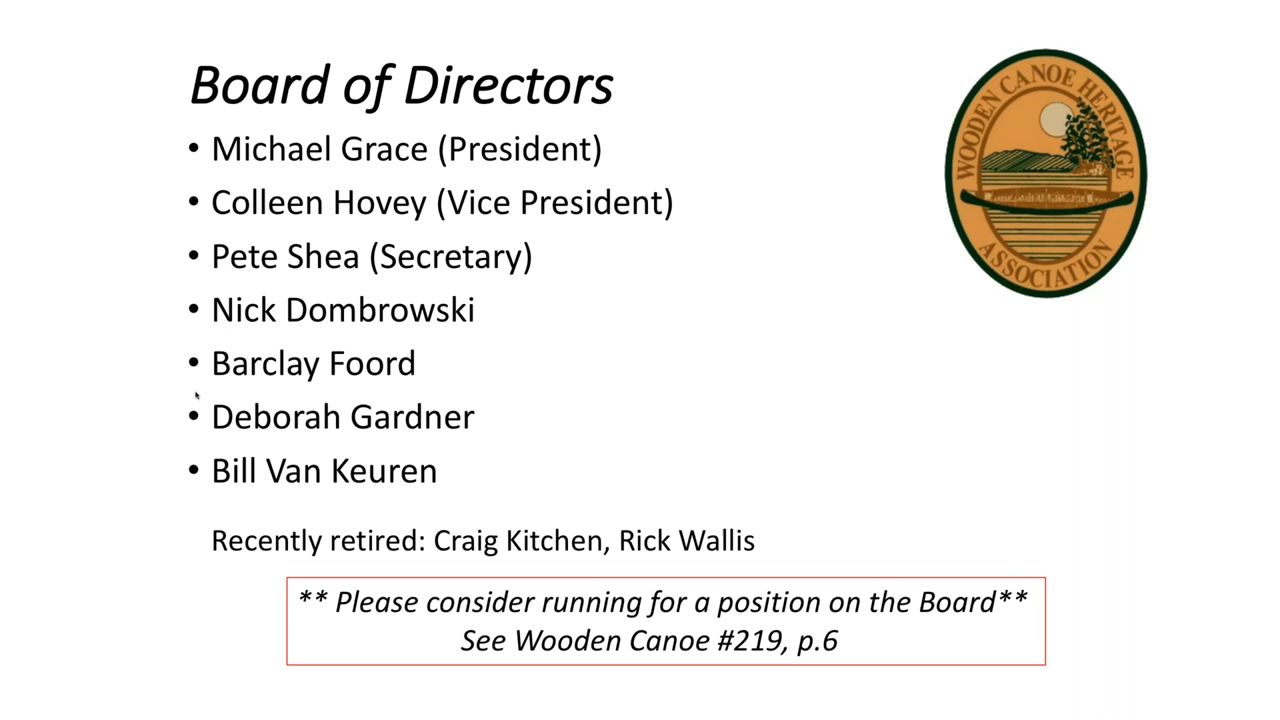 Board of Directors
• Michael Grace (President)
• Colleen Hovey (Vice President)
• Pete Shea (Secretary)
• Nick Dombrowski
• Barclay Foord
• Deborah Gardner
• Bill Van Keuren
Recently retired: Craig Kitchen, Rick Wallis
** Please consider running for a position on the Board**
See Wooden Canoe #219, p.6
WOODEN CANOE HERITAGE
ASSOCIATION